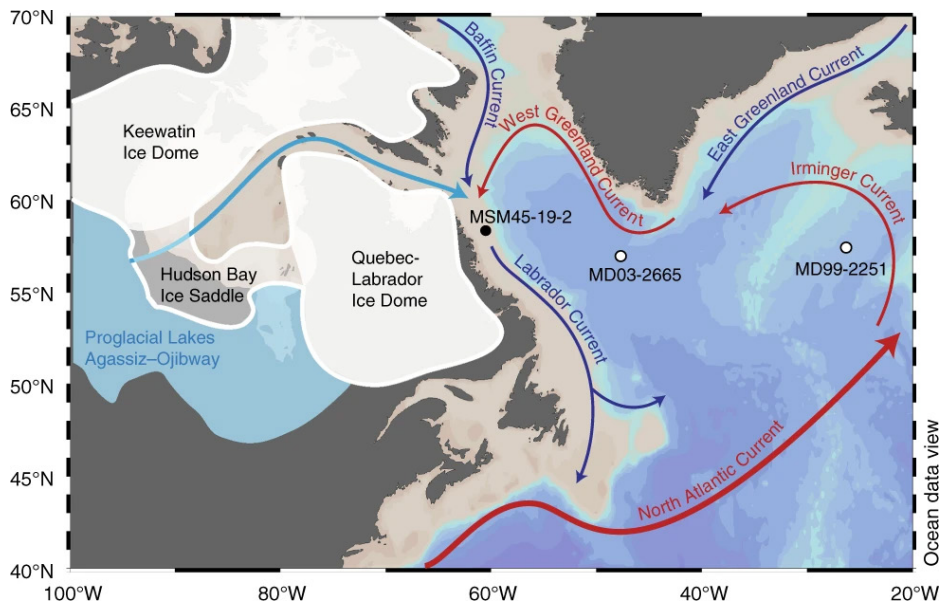 70°N
65°N
60°N
55°N
50°N
45°N
40°N
100°W
80°W
60°W
40°W
20°W
Keewatin
Ice Dome
Hudson Bay
Ice Saddle
Quebec-
Labrador
Ice Dome
Proglacial Lakes
Agassiz–Ojibway
Baffin Current
West Greenland Current
East Greenland Current
Irminger Current
MSM45-19-2
MD03-2665
MD99-2251
Labrador Current
North Atlantic Current
Ocean data view